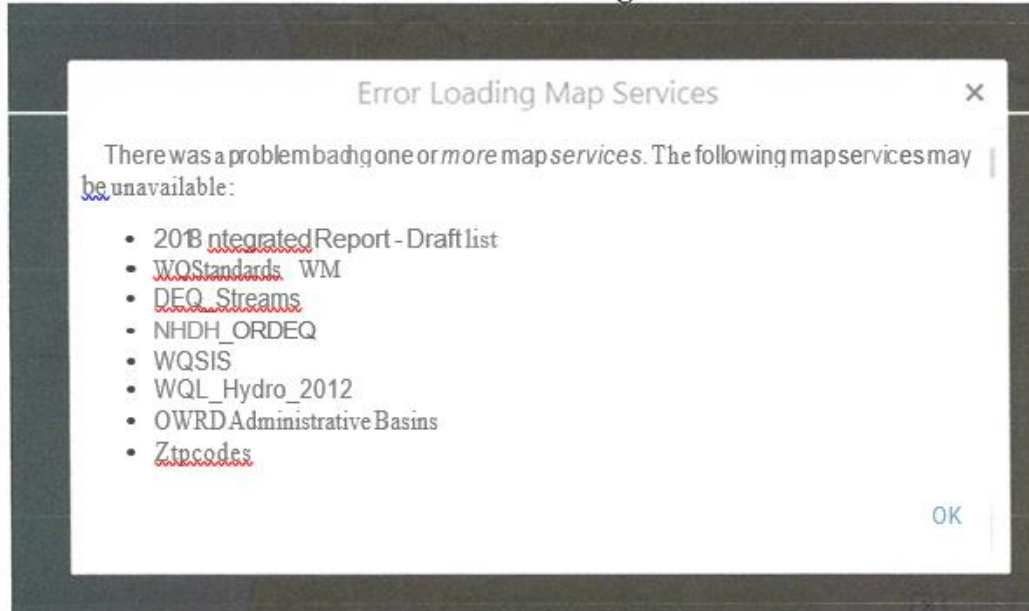 Error Loading Map Services ×
There was a problem badhg one or more map services. The following map services may
be unavailable:
• 2018 ntegrated Report - Draft list
• WQStandards WM
• DEQ_Streams
• NHDH_ORDEQ
• WQSIS
• WQL_Hydro_2012
• OWRD Administrative Basins
• Ztpcodes
OK